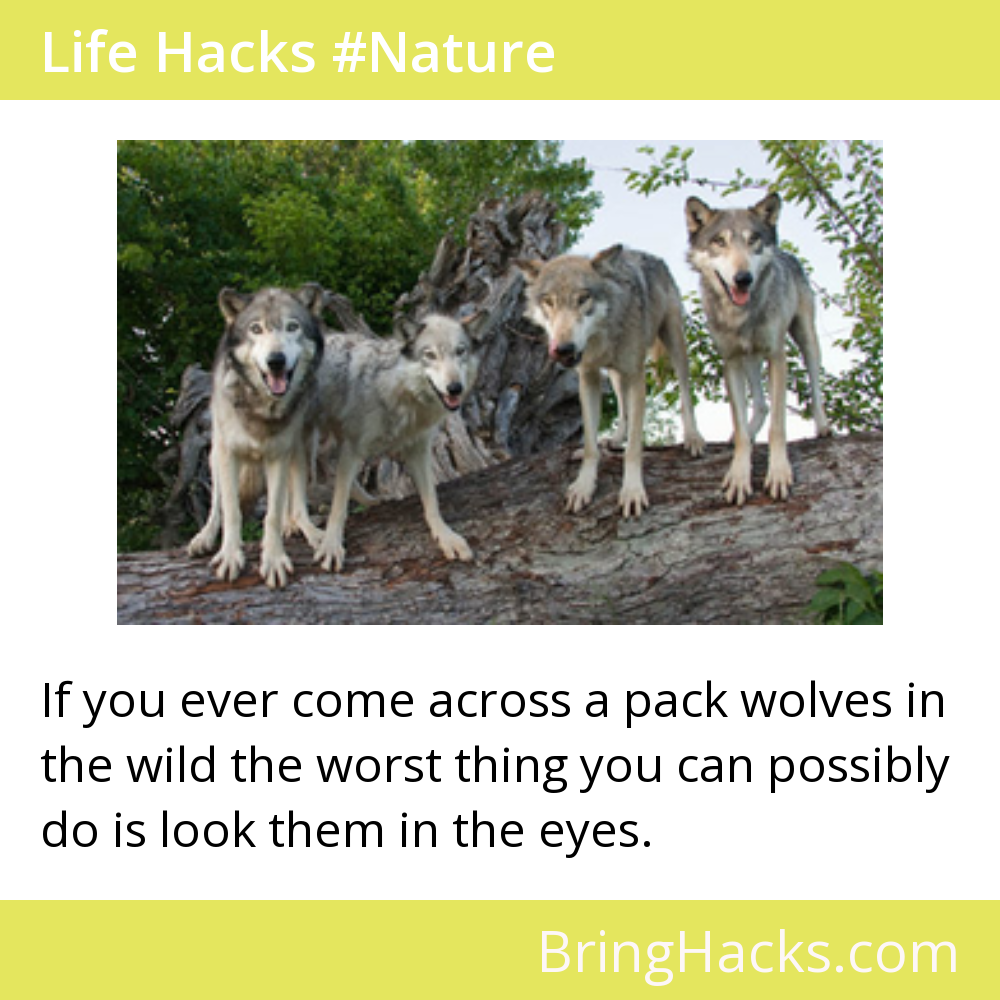 Life Hacks #Nature
If you ever come across a pack wolves in
the wild the worst thing you can possibly
do is look them in the eyes.
BringHacks.com